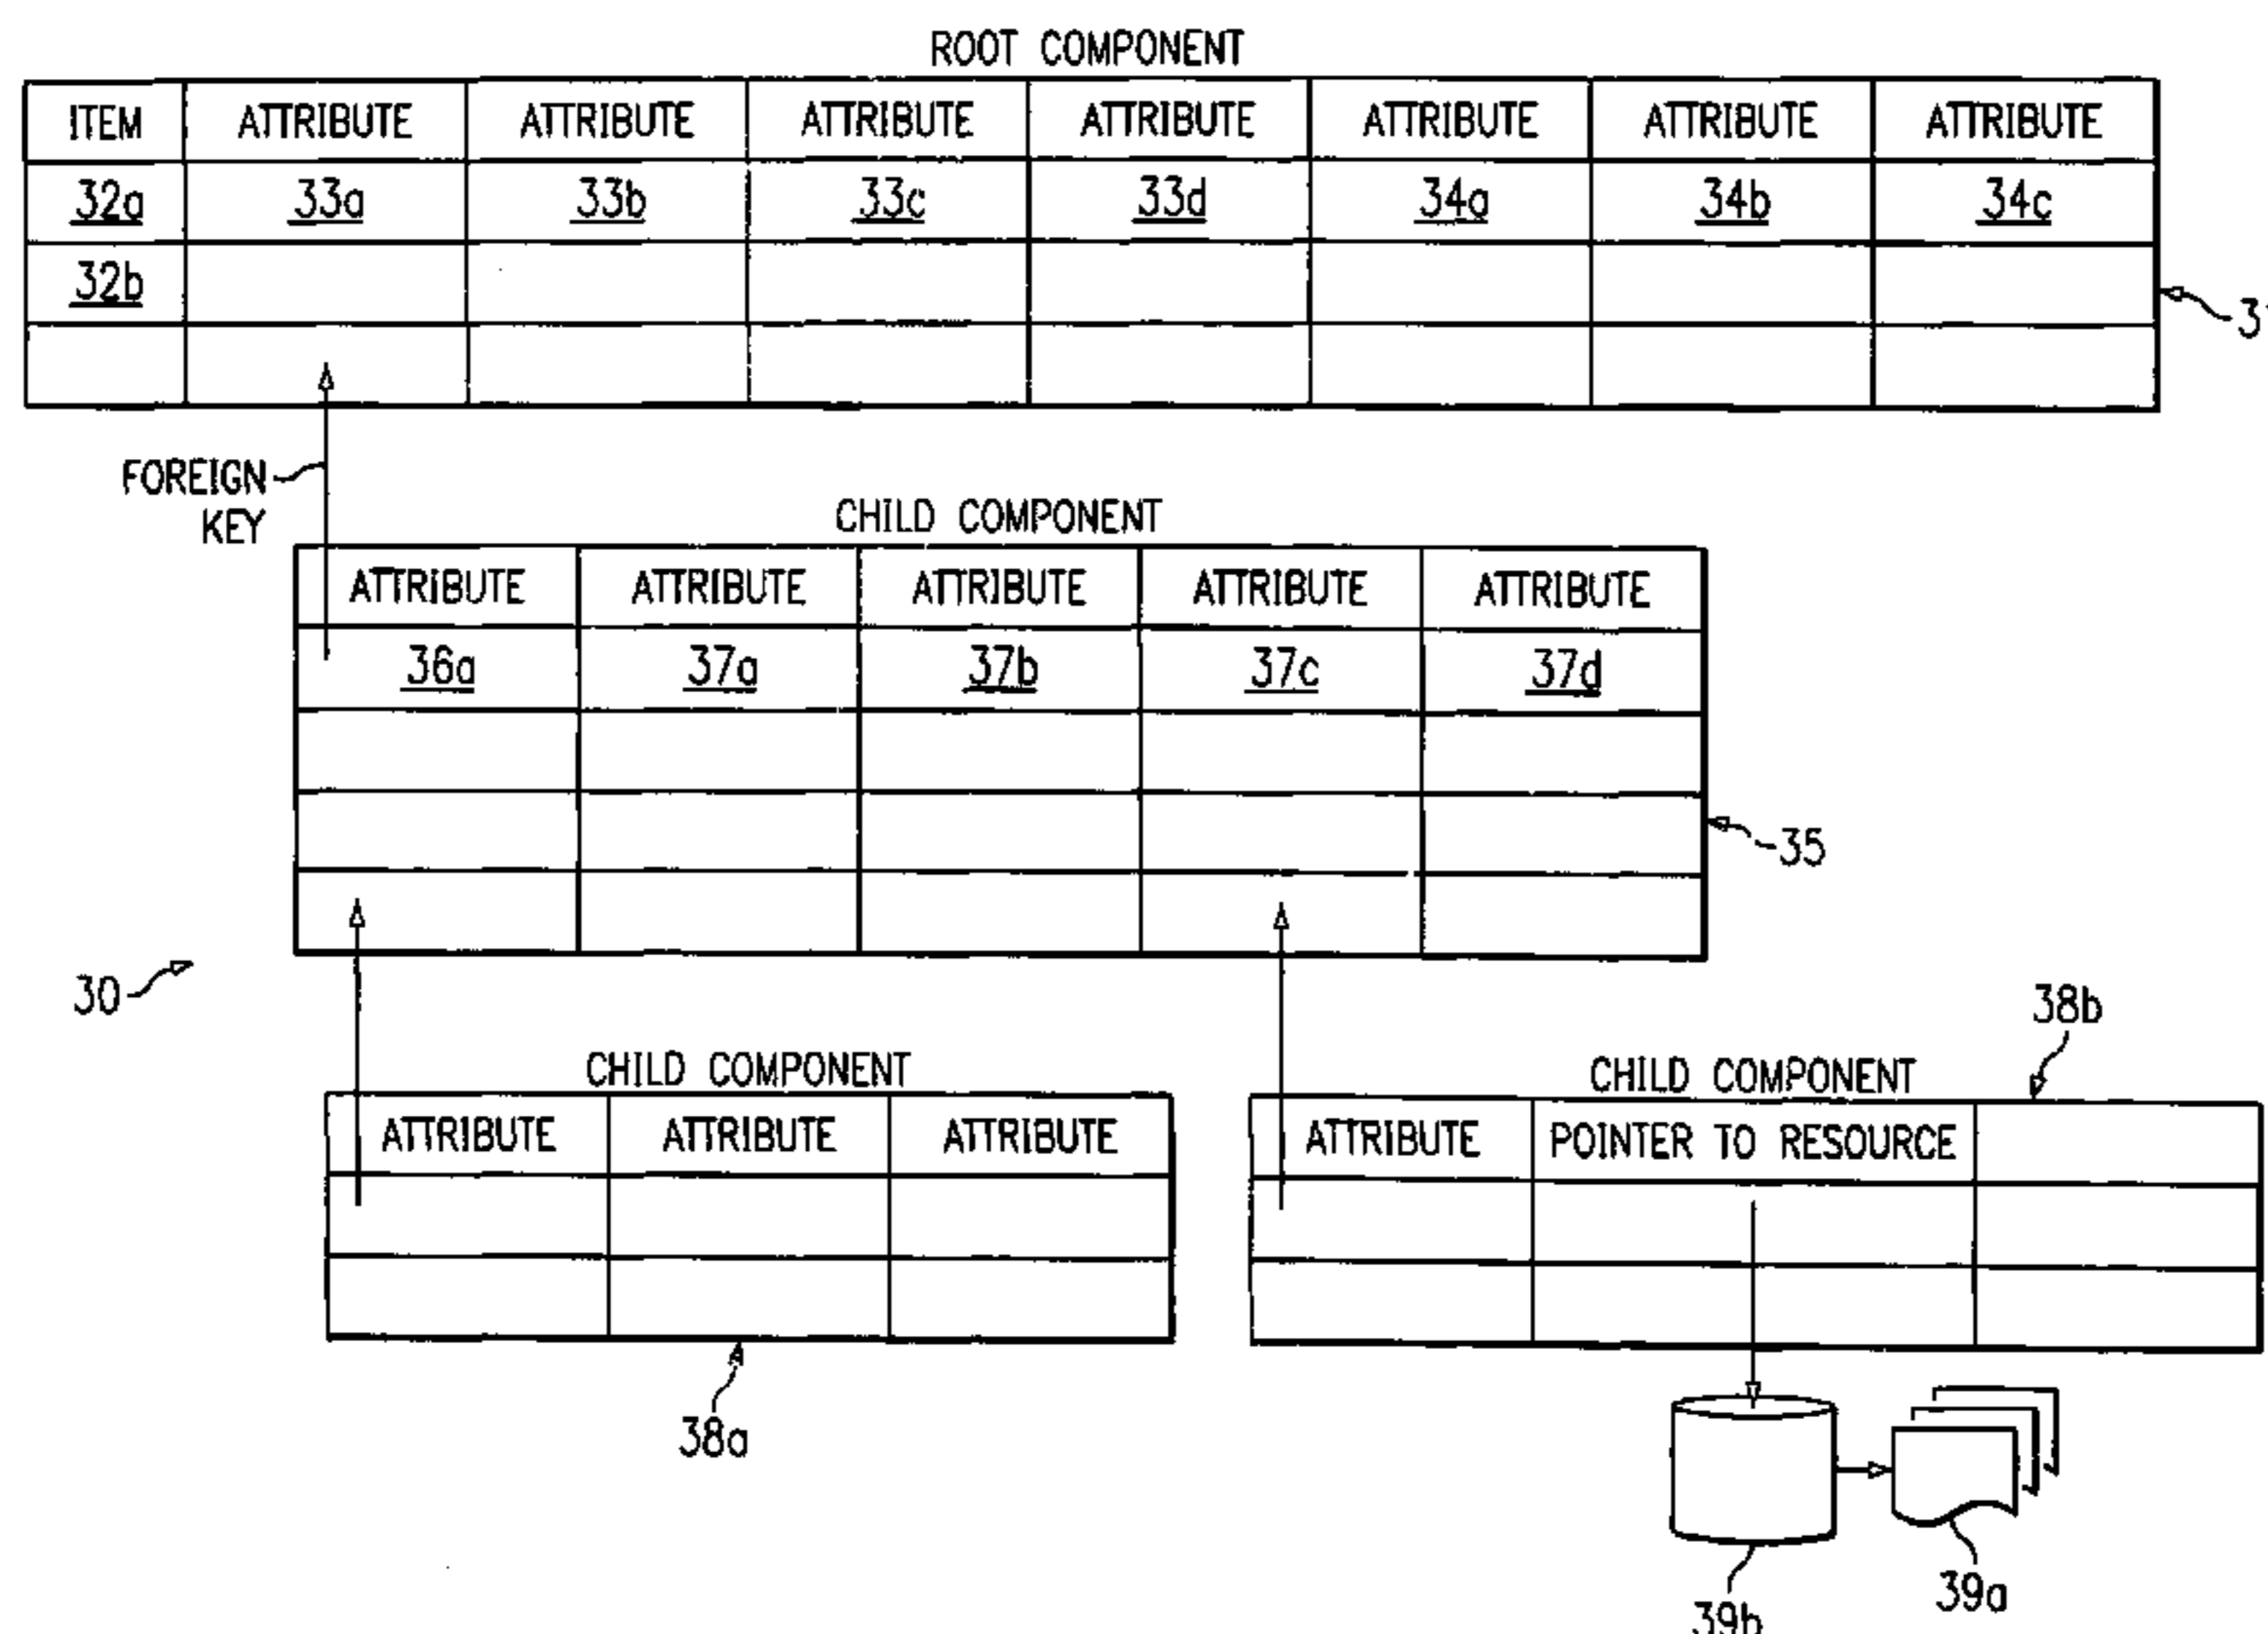 ROOT COMPONENT
ITEM ATTRIBUTE ATTRIBUTE ATTRIBUTE ATTRIBUTE ATTRIBUTE ATTRIBUTE ATTRIBUTE
32a 33a 33b 33c 33d 34a 34b 34c
32b
FOREIGN
KEY
CHILD COMPONENT
ATTRIBUTE ATTRIBUTE ATTRIBUTE ATTRIBUTE ATTRIBUTE
36a 37a 37b 37c 37d
35
30
38b
CHILD COMPONENT
ATTRIBUTE ATTRIBUTE ATTRIBUTE
CHILD COMPONENT
ATTRIBUTE POINTER TO RESOURCE
38a
39b
39a